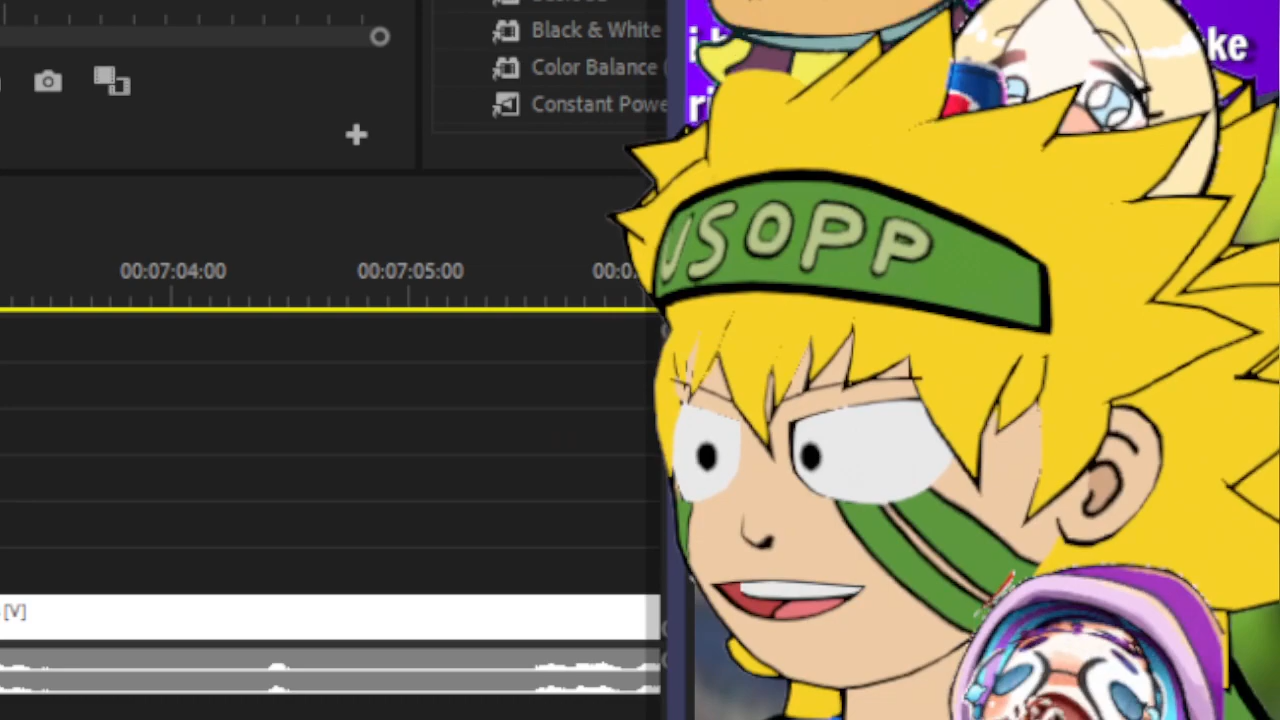 Black & White
Color Balance (
Constant Powe
ke
USOPP
00:07:04:00
00:07:05:00
00:0
[V]